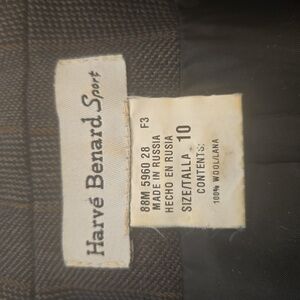 Harvé Benard Sport
88M 5960 28 F3
MADE IN RUSSIA
HECHO EN RUSIA
SIZE/TALLA 10
CONTENTS:
100% WOOL/LANA